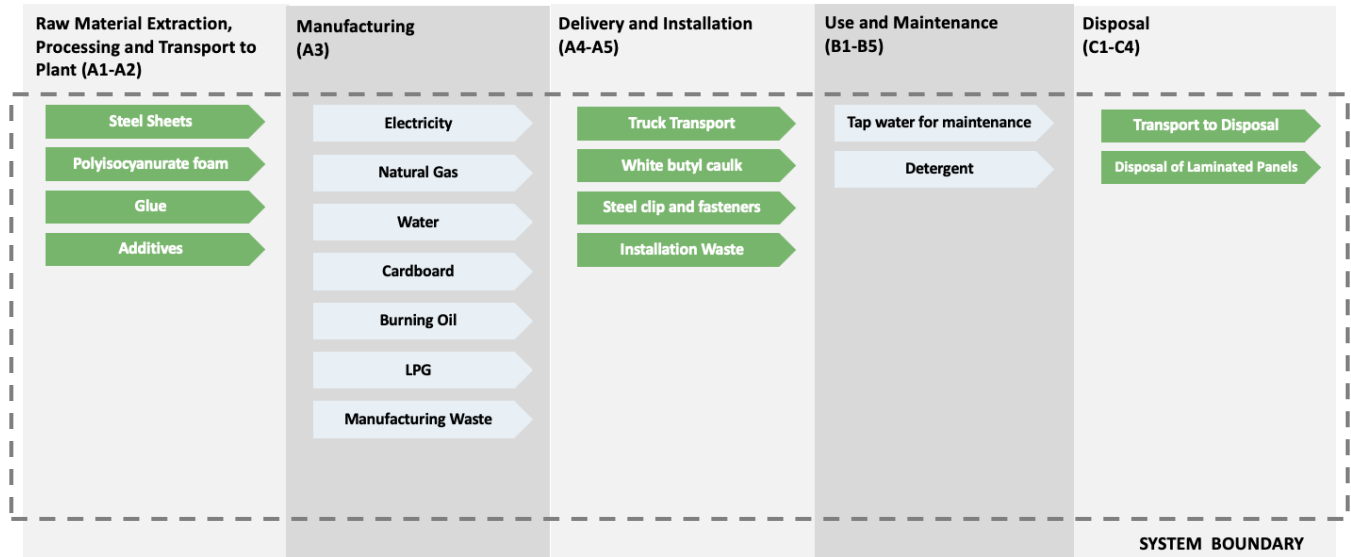 Raw Material Extraction,
Processing and Transport to
Plant (A1-A2)
Steel Sheets
Polyisocyanurate foam
Glue
Additives
Manufacturing
(A3)
Electricity
Natural Gas
Water
Cardboard
Burning Oil
LPG
Manufacturing Waste
Delivery and Installation
(A4-A5)
Truck Transport
White butyl caulk
Steel clip and fasteners
Installation Waste
Use and Maintenance
(B1-B5)
Tap water for maintenance
Detergent
Disposal
(C1-C4)
Transport to Disposal
Disposal of Laminated Panels
SYSTEM BOUNDARY